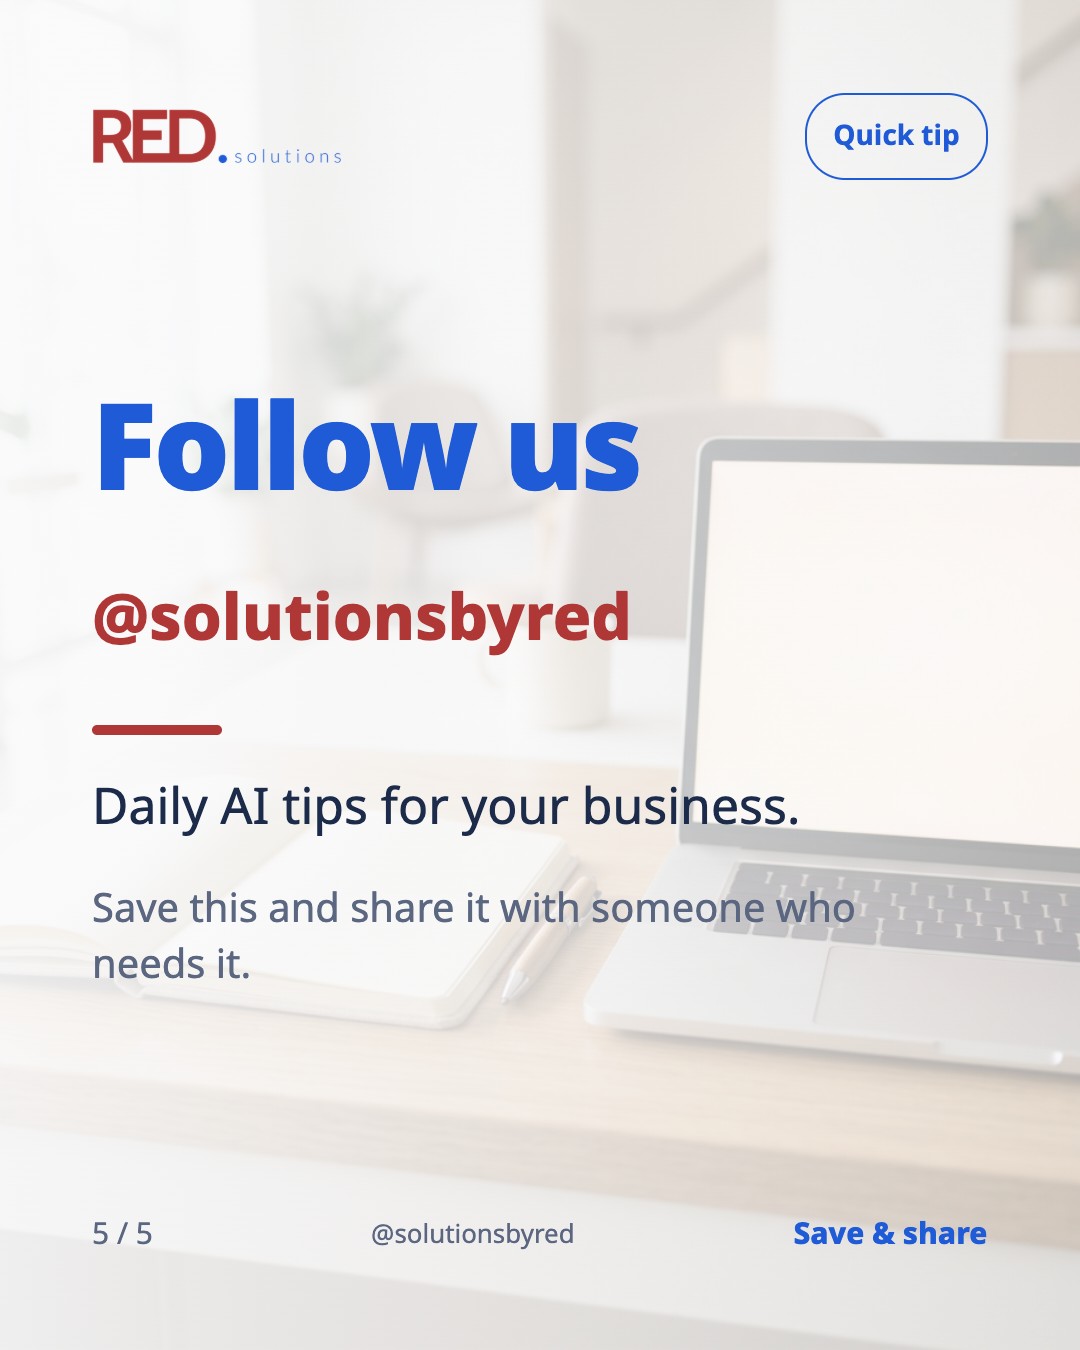 RED.solutions
Quick tip
Follow us
@solutionsbyred
Daily AI tips for your business.
Save this and share it with someone who
needs it.
5 / 5
@solutionsbyred
Save & share